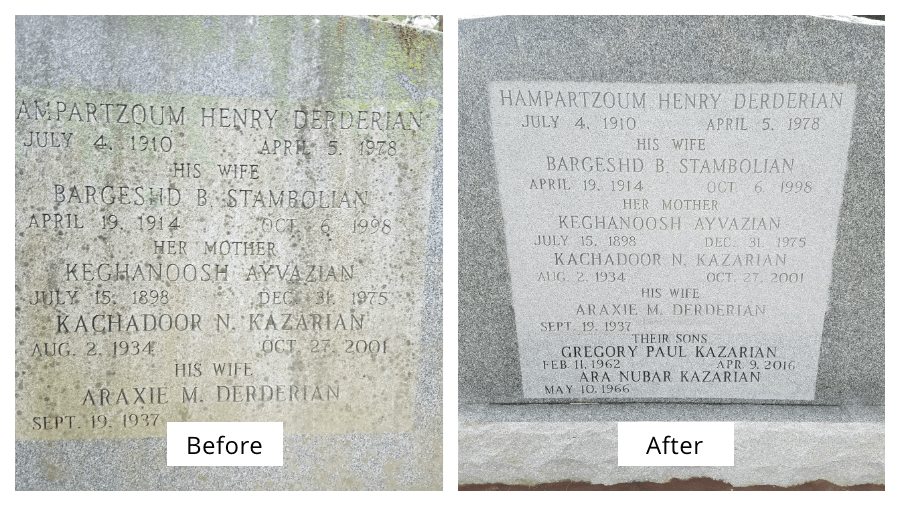 AMPARTZOUM HENRY DERDERIAN
JULY 4, 1910 APRIL 5, 1978
HIS WIFE
BARGESHD B. STAMBOLIAN
APRIL 19, 1914 OCT 6 1998
HER MOTHER
KEGHANOOSH AYVAZIAN
JULY 15, 1898 DEC. 31, 1975
KACHADOOR N. KAZARIAN
AUG. 2, 1934 OCT 27, 2001
HIS WIFE
ARAXIE M. DERDERIAN
SEPT. 19, 1937
Before
HAMPARTZOUM HENRY DERDERIAN
JULY 4, 1910 APRIL 5, 1978
HIS WIFE
BARGESHD B. STAMBOLIAN
APRIL 19, 1914 OCT 6 1998
HER MOTHER
KEGHANOOSH AYVAZIAN
JULY 15, 1898 DEC. 31, 1975
KACHADOOR N. KAZARIAN
AUG. 2, 1934 OCT. 27, 2001
HIS WIFE
ARAXIE M. DERDERIAN
SEPT. 19, 1937
THEIR SONS
GREGORY PAUL KAZARIAN
FEB 11, 1962 APR. 9, 2016
ARA NUBAR KAZARIAN
MAY 10, 1966
After